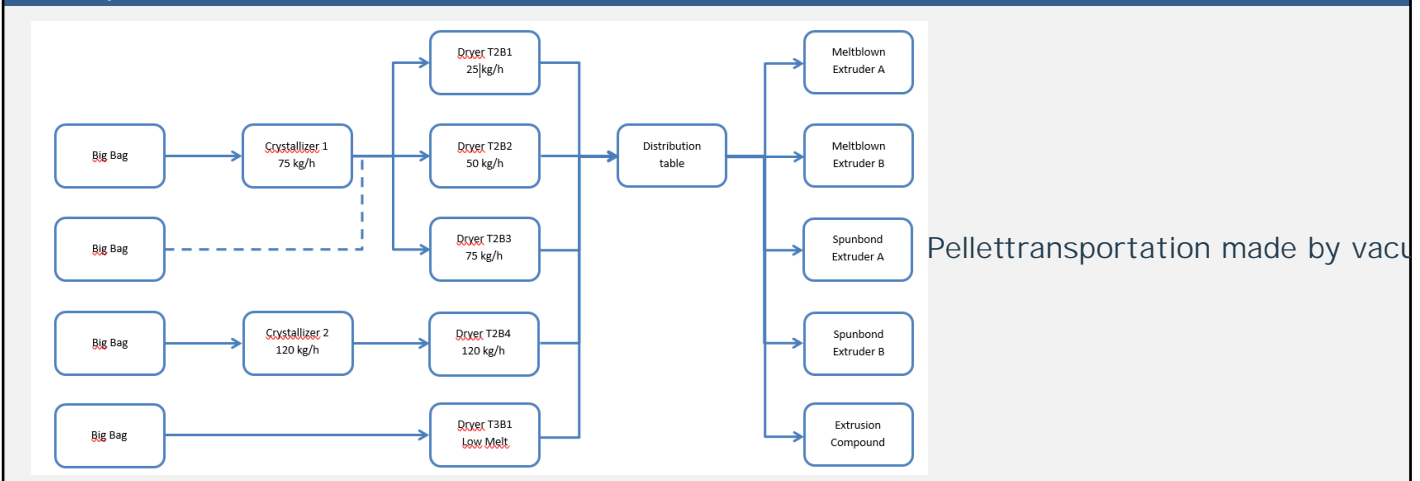 Dryer T2B1
25 kg/h
Meltblown
Extruder A
Big Bag
Crystallizer 1
75 kg/h
Dryer T2B2
50 kg/h
Distribution
table
Meltblown
Extruder B
Big Bag
Dryer T2B3
75 kg/h
Spunbond
Extruder A
Pellettransportation made by vacu
Big Bag
Crystallizer 2
120 kg/h
Dryer T2B4
120 kg/h
Spunbond
Extruder B
Big Bag
Dryer T3B1
Low Melt
Extrusion
Compound